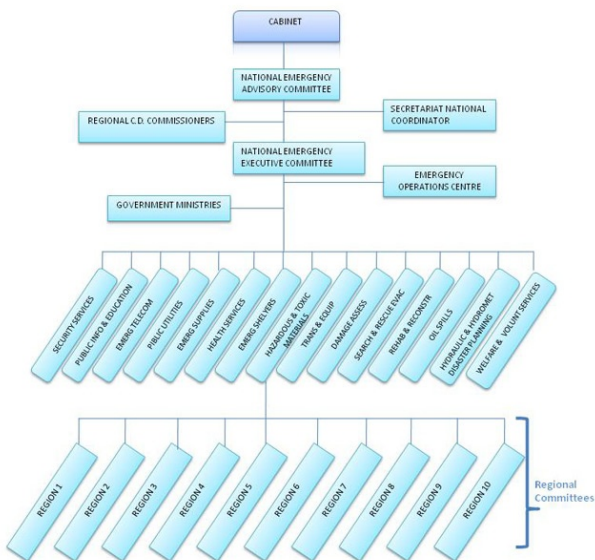 CABINET
NATIONAL EMERGENCY
ADVISORY COMMITTEE
SECRETARIAT NATIONAL
COORDINATOR
REGIONAL C.D. COMMISSIONERS
NATIONAL EMERGENCY
EXECUTIVE COMMITTEE
EMERGENCY
OPERATIONS CENTRE
GOVERNMENT MINISTRIES
SECURITY SERVICES
PUBLIC INFO & EDUCATION
EMERG TELECOM
PIBLIC UTILITIES
EMERG SUPPLIES
HEALTH SERVICES
EMERG SHELVERS
HAZARDOUS & TOXIC
MATERIALS
TRANS & EQUIP
DAMAGE ASSESS
SEARCH & RESCUE EVAC
REHAB & RECONSTR
OIL SPILLS
HYDRAULIC & HYDROMET
DISASTER PLANNING
WELFARE & VOLUNT SERVICES
REGION 1
REGION 2
REGION 3
REGION 4
REGION 5
REGION 6
REGION 7
REGION 8
REGION 9
REGION 10
Regional
Committees